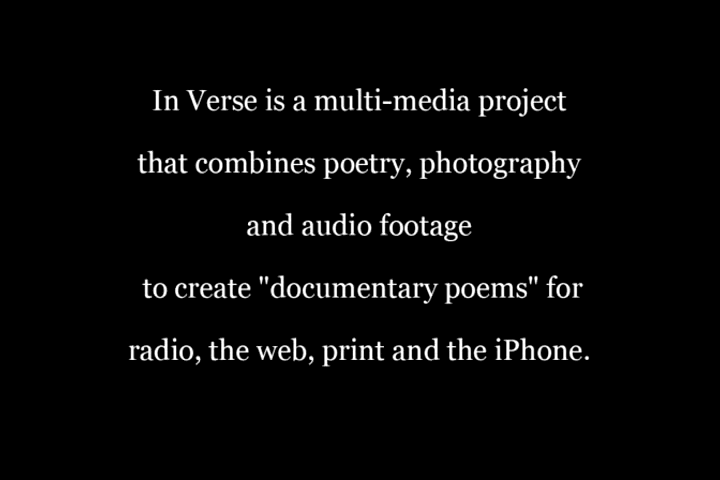 In Verse is a multi-media project
that combines poetry, photography
and audio footage
to create "documentary poems" for
radio, the web, print and the iPhone.